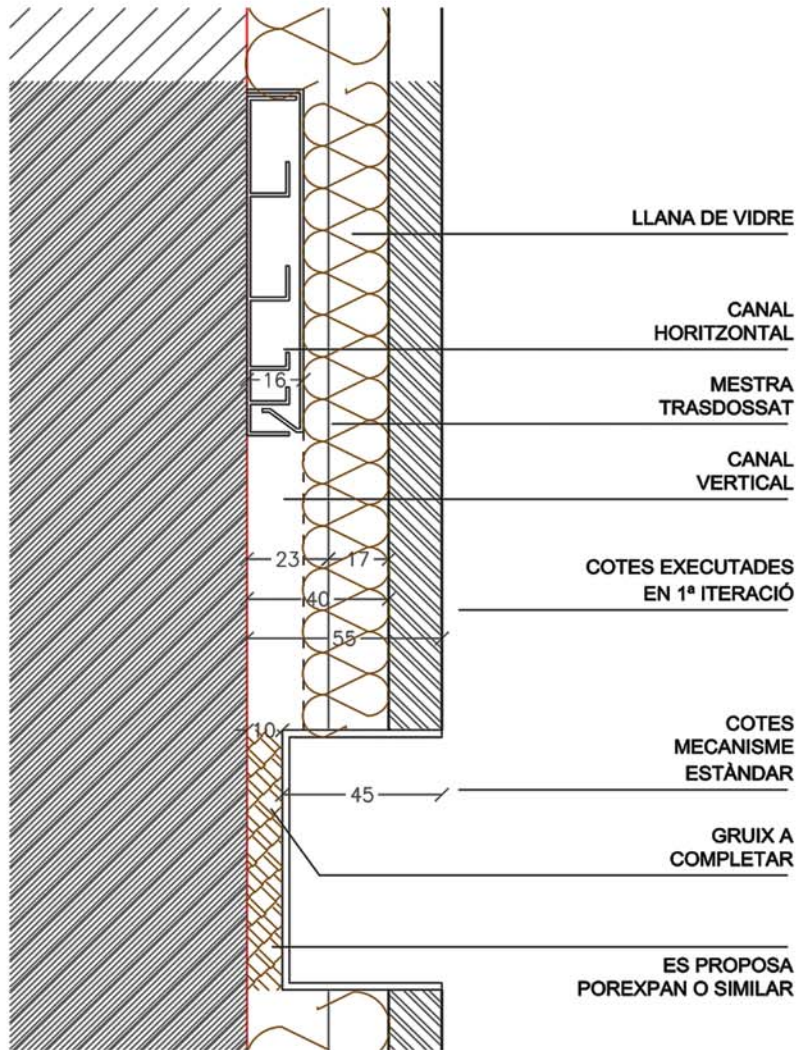 LLANA DE VIDRE
CANAL
HORITZONTAL
16
MESTRA
TRASDOSSAT
CANAL
VERTICAL
23
17
COTES EXECUTADES
EN 1ª ITERACIÓ
40
55
10
COTES
MECANISME
ESTÀNDAR
45
GRUIX A
COMPLETAR
ES PROPOSA
POREXPAN O SIMILAR